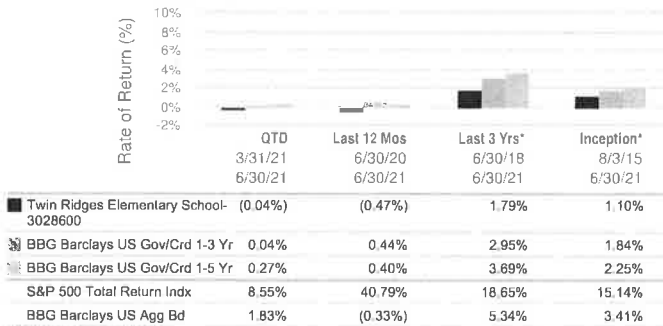 10%
8%
6%
4%
2%
0%
-2%
Rate of Return (%)
QTD Last 12 Mos Last 3 Yrs* Inception*
3/31/21 6/30/20 6/30/18 8/3/15
6/30/21 6/30/21 6/30/21 6/30/21
Twin Ridges Elementary School- (0.04%) (0.47%) 1.79% 1.10%
3028600
BBG Barclays US Gov/Crd 1-3 Yr 0.04% 0.44% 2.95% 1.84%
BBG Barclays US Gov/Crd 1-5 Yr 0.27% 0.40% 3.69% 2.25%
S&P 500 Total Return Indx 8.55% 40.79% 18.65% 15.14%
BBG Barclays US Agg Bd 1.83% (0.33%) 5.34% 3.41%